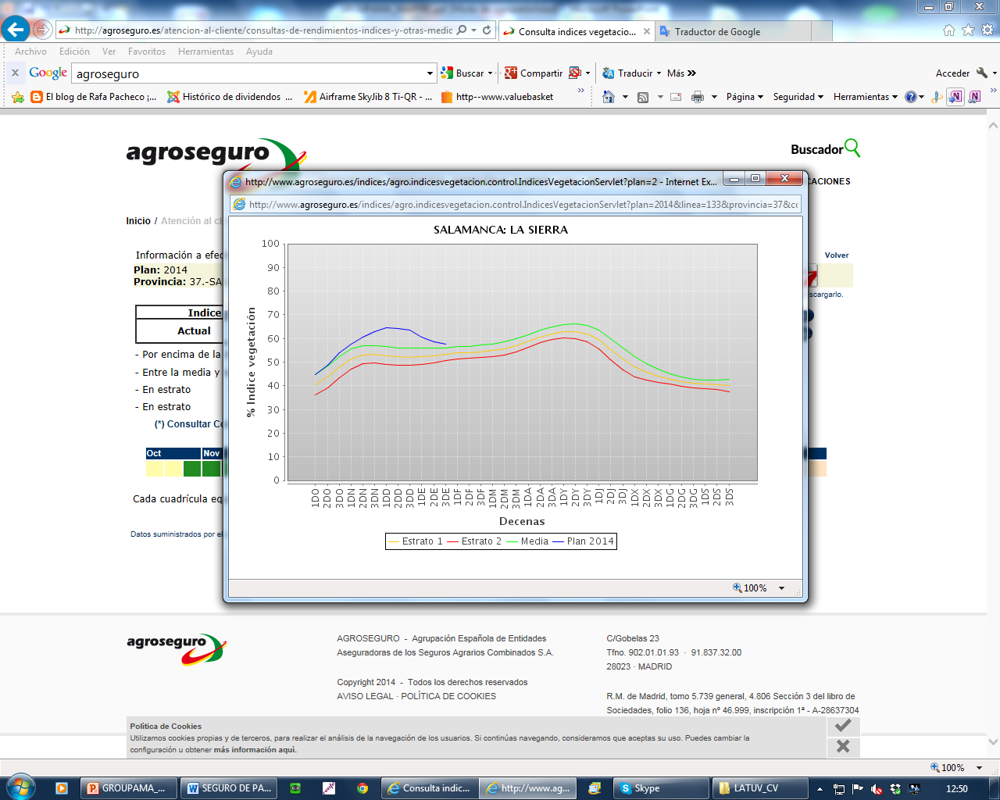 http://agroseguro.es/atencion-al-cliente/consultas-de-rendimientos-indices-y-otras-medic
Consulta indices vegetacio...
Traductor de Google
Archivo Edición Ver Favoritos Herramientas Ayuda
Google agroseguro Buscar Compartir Traducir Más Acceder
El blog de Rafa Pacheco ¡... Histórico de dividendos ... Airframe SkyJib 8 Ti-QR - ... http--www.valuebasket Página Seguridad Herramientas
agroseguro
Buscador
CACIONES
http://www.agroseguro.es/indices/agro.indicesvegetacion.control.IndicesVegetacionServlet?plan=2 - Internet Ex...
http://www.agroseguro.es/indices/agro.indicesvegetacion.control.IndicesVegetacionServlet?plan=2014&linea=133&provincia=37&cc
Inicio / Atención al cl
Información a efec
Volver
Plan: 2014
Provincia: 37.-SA
scargarlo.
Indice
Actual
- Por encima de la
- Entre la media y
- En estrato
- En estrato
(*) Consultar Co
Oct Nov
Cada cuadrícula eq
Datos suministrados por el
SALAMANCA: LA SIERRA
% Indice vegetación
100
90
80
70
60
50
40
30
20
10
0
1DO 2DO 3DO 1DN 2DN 3DN 1DD 2DD 3DD 1DE 2DE 3DE 1DF 2DF 3DF 1DM 2DM 3DM 1DA 2DA 3DA 1DY 2DY 3DY 1DJ 2DJ 3DJ 1DX 2DX 3DX 1DG 2DG 3DG 1DS 2DS 3DS
Decenas
Estrato 1 Estrato 2 Media Plan 2014
100%
agroseguro
AGROSEGURO - Agrupación Española de Entidades
Aseguradoras de los Seguros Agrarios Combinados S.A.
Copyright 2014 - Todos los derechos reservados
AVISO LEGAL · POLÍTICA DE COOKIES
C/Gobelas 23
Tfno. 902.01.01.93 · 91.837.32.00
28023 · MADRID
R.M. de Madrid, tomo 5.739 general, 4.806 Sección 3 del libro de
Sociedades, folio 136, hoja nº 46.999, inscripción 1ª - A-28637304
Política de Cookies
Utilizamos cookies propias y de terceros, para realizar el análisis de la navegación de los usuarios. Si continúas navegando, consideramos que aceptas su uso. Puedes cambiar la
configuración u obtener más información aquí.
100%
GROUPAMA_... SEGURO DE PA... Consulta indic... http://www.ag... Skype LATUV_CV 12:50